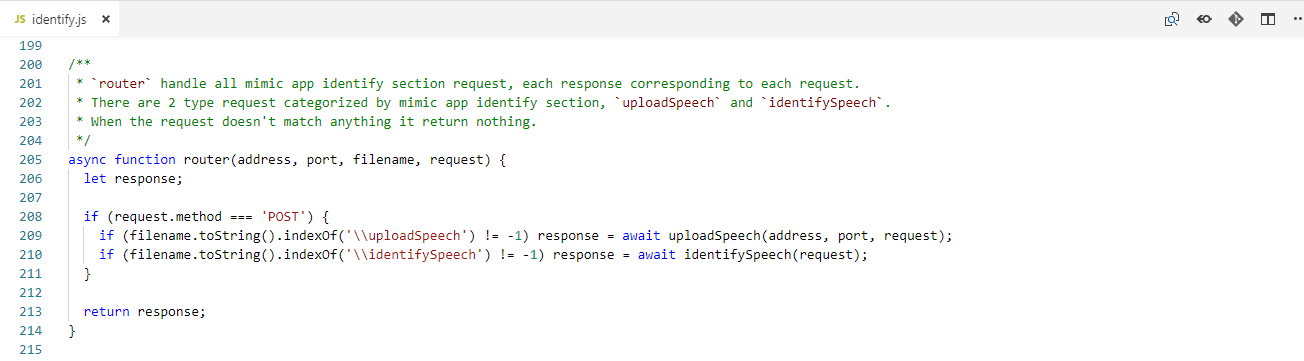 JS identify.js ×
199
200 /**
201  * `router` handle all mimic app identify section request, each response corresponding to each request.
202  * There are 2 type request categorized by mimic app identify section, `uploadSpeech` and `identifySpeech`.
203  * When the request doesn't match anything it return nothing.
204  */
205 async function router(address, port, filename, request) {
206   let response;
207
208   if (request.method === 'POST') {
209     if (filename.toString().indexOf('\\uploadSpeech') != -1) response = await uploadSpeech(address, port, request);
210     if (filename.toString().indexOf('\\identifySpeech') != -1) response = await identifySpeech(request);
211   }
212
213   return response;
214 }
215